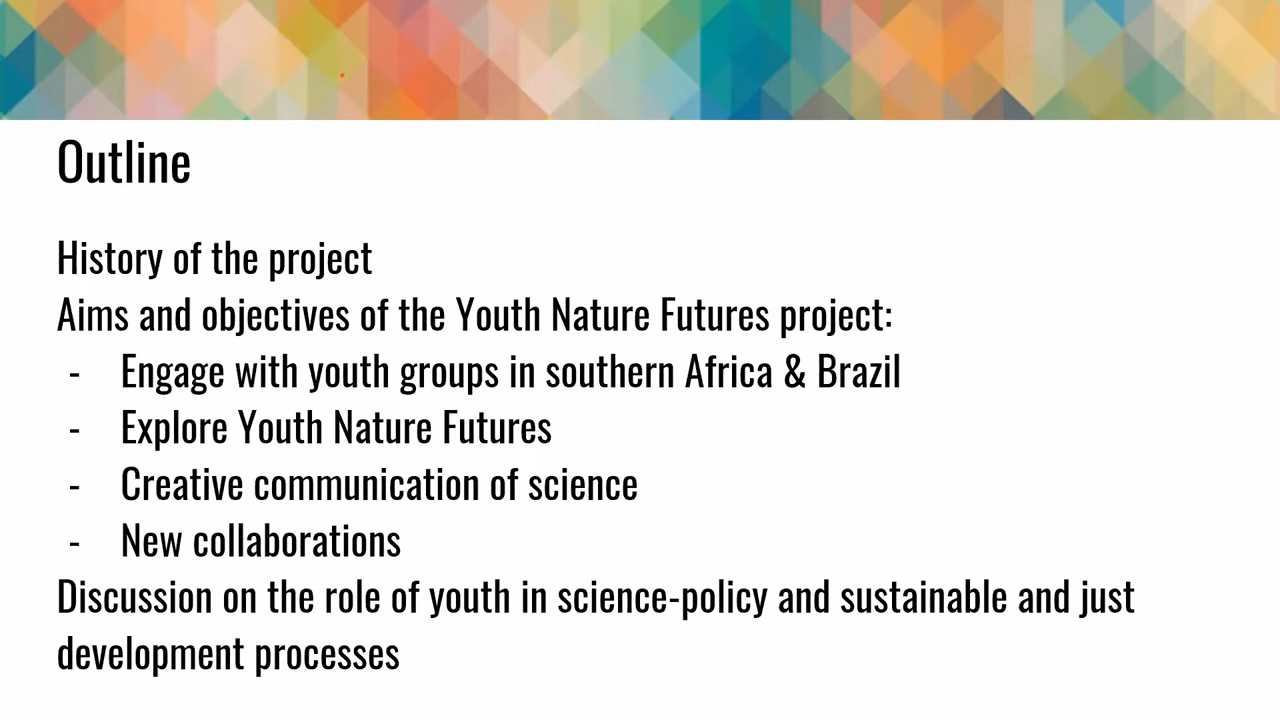 Outline
History of the project
Aims and objectives of the Youth Nature Futures project:
- Engage with youth groups in southern Africa & Brazil
- Explore Youth Nature Futures
- Creative communication of science
- New collaborations
Discussion on the role of youth in science-policy and sustainable and just
development processes